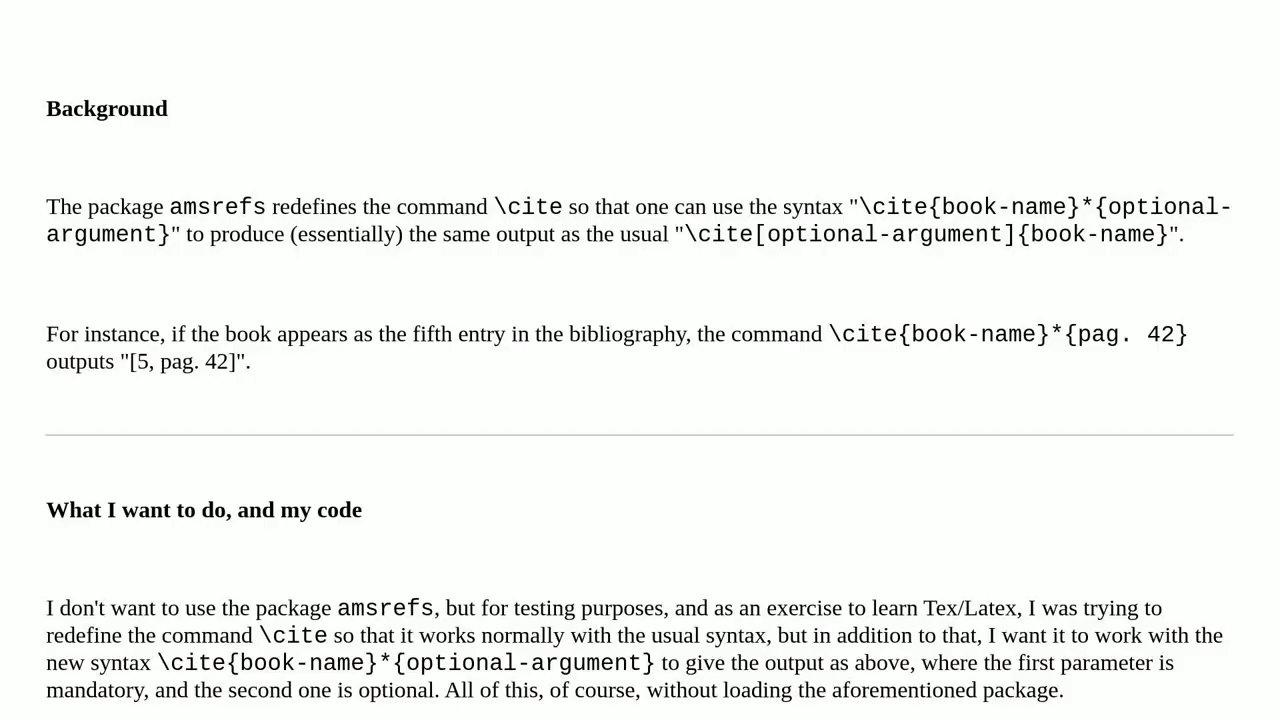 Background
The package amsrefs redefines the command \cite so that one can use the syntax "\cite{book-name}*{optional-
argument}" to produce (essentially) the same output as the usual "\cite[optional-argument]{book-name}".
For instance, if the book appears as the fifth entry in the bibliography, the command \cite{book-name}*{pag. 42}
outputs "[5, pag. 42]".
What I want to do, and my code
I don't want to use the package amsrefs, but for testing purposes, and as an exercise to learn Tex/Latex, I was trying to
redefine the command \cite so that it works normally with the usual syntax, but in addition to that, I want it to work with the
new syntax \cite{book-name}*{optional-argument} to give the output as above, where the first parameter is
mandatory, and the second one is optional. All of this, of course, without loading the aforementioned package.